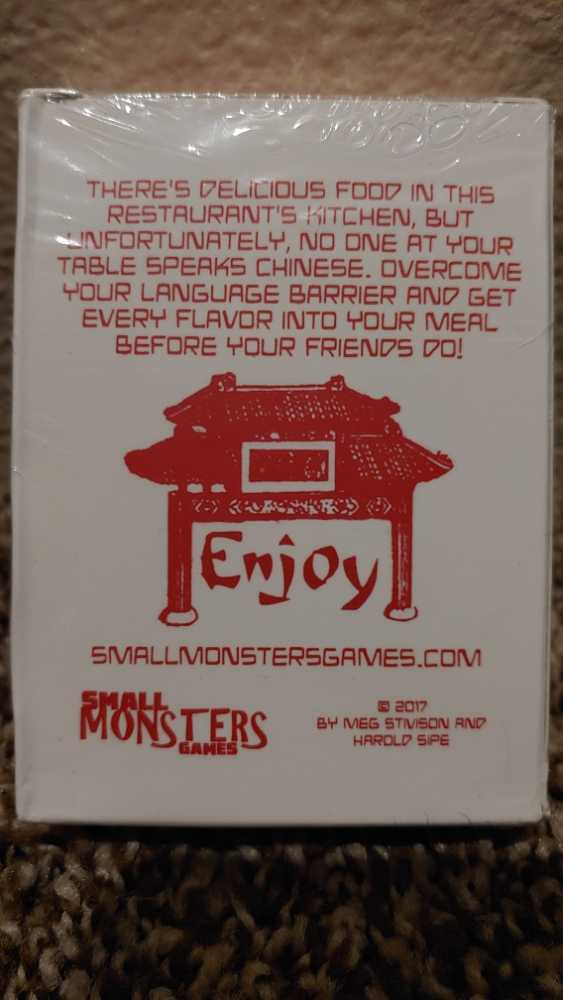 THERE'S DELICIOUS FOOD IN THIS
RESTAURANT'S KITCHEN, BUT
UNFORTUNATELY, NO ONE AT YOUR
TABLE SPEAKS CHINESE. OVERCOME
YOUR LANGUAGE BARRIER AND GET
EVERY FLAVOR INTO YOUR MEAL
BEFORE YOUR FRIENDS DO!
Enjoy
SMALLMONSTERSGAMES.COM
SMALL
MONSTERS
GAMES
© 2017
BY MEG STIVISON AND
HAROLD SIPE